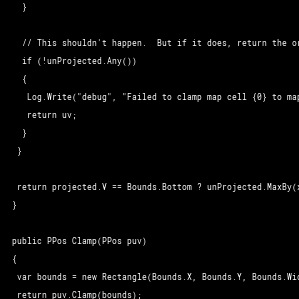 }
// This shouldn't happen.  But if it does, return the
if (!unProjected.Any())
{
Log.Write("debug", "Failed to clamp map cell {0} to map
return uv;
}
}
return projected.V == Bounds.Bottom ? unProjected.MaxBy(
}
public PPos Clamp(PPos puv)
{
var bounds = new Rectangle(Bounds.X, Bounds.Y, Bounds.Wi
return puv.Clamp(bounds);